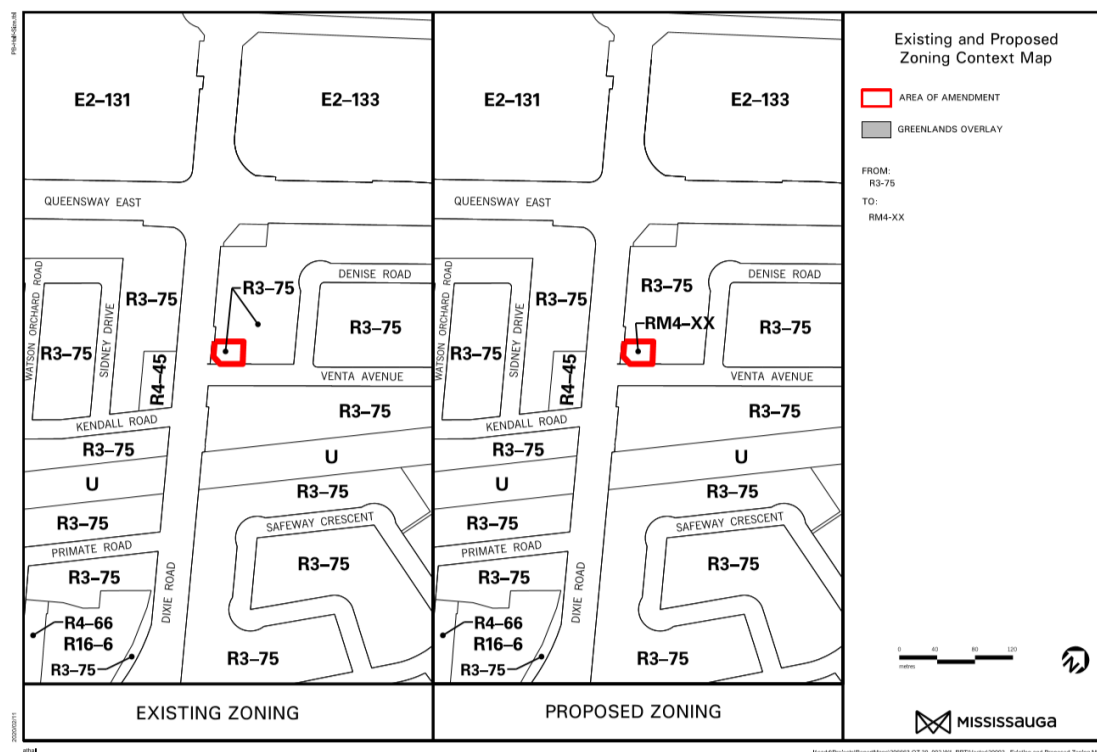 PB-Half-Size.ftl
E2–131
E2–133
QUEENSWAY EAST
WATSON ORCHARD ROAD
SIDNEY DRIVE
R3–75
R3–75
DENISE ROAD
R3–75
R3–75
R4–45
VENTA AVENUE
KENDALL ROAD
R3–75
R3–75
U
U
R3–75
R3–75
SAFEWAY CRESCENT
PRIMATE ROAD
R3–75
R3–75
DIXIE ROAD
R4–66
R16–6
R3–75
R3–75
EXISTING ZONING
E2–131
E2–133
QUEENSWAY EAST
WATSON ORCHARD ROAD
SIDNEY DRIVE
R3–75
R3–75
DENISE ROAD
R3–75
R3–75
RM4–XX
R4–45
VENTA AVENUE
KENDALL ROAD
R3–75
R3–75
U
U
R3–75
R3–75
SAFEWAY CRESCENT
PRIMATE ROAD
R3–75
R3–75
DIXIE ROAD
R4–66
R16–6
R3–75
R3–75
PROPOSED ZONING
Existing and Proposed
Zoning Context Map
AREA OF AMENDMENT
GREENLANDS OVERLAY
FROM:
R3-75
TO:
RM4-XX
0 40 80 120
metres
MISSISSAUGA
2020/02/11